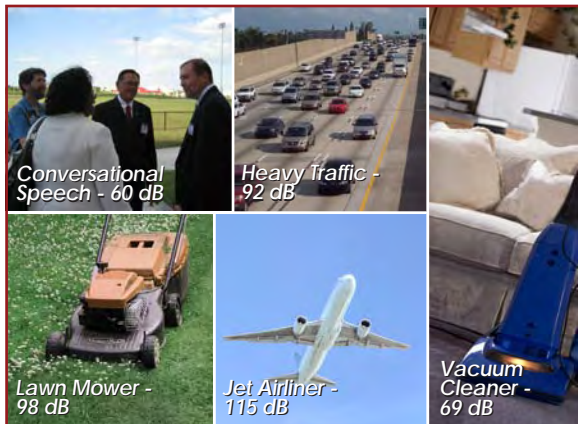 Conversational
Speech - 60 dB
Heavy Traffic -
92 dB
Lawn Mower -
98 dB
Jet Airliner -
115 dB
Vacuum
Cleaner -
69 dB